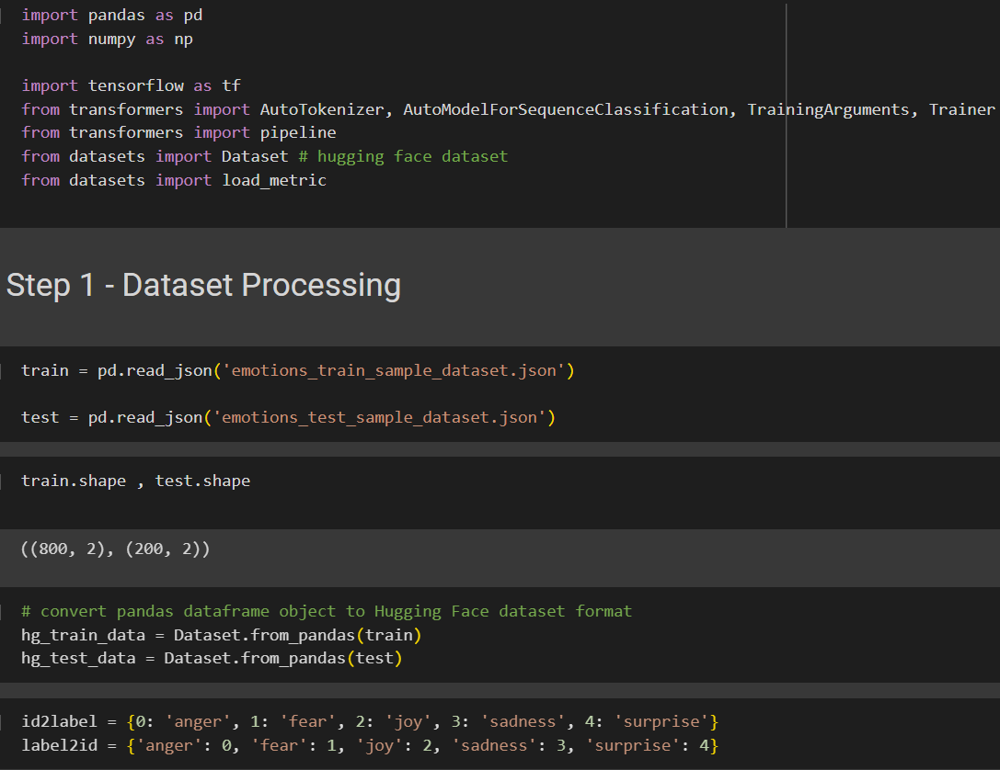 import pandas as pd
import numpy as np
import tensorflow as tf
from transformers import AutoTokenizer, AutoModelForSequenceClassification, TrainingArguments, Trainer
from transformers import pipeline
from datasets import Dataset # hugging face dataset
from datasets import load_metric
Step 1 - Dataset Processing
train = pd.read_json('emotions_train_sample_dataset.json')
test = pd.read_json('emotions_test_sample_dataset.json')
train.shape , test.shape
((800, 2), (200, 2))
# convert pandas dataframe object to Hugging Face dataset format
hg_train_data = Dataset.from_pandas(train)
hg_test_data = Dataset.from_pandas(test)
id2label = {0: 'anger', 1: 'fear', 2: 'joy', 3: 'sadness', 4: 'surprise'}
label2id = {'anger': 0, 'fear': 1, 'joy': 2, 'sadness': 3, 'surprise': 4}